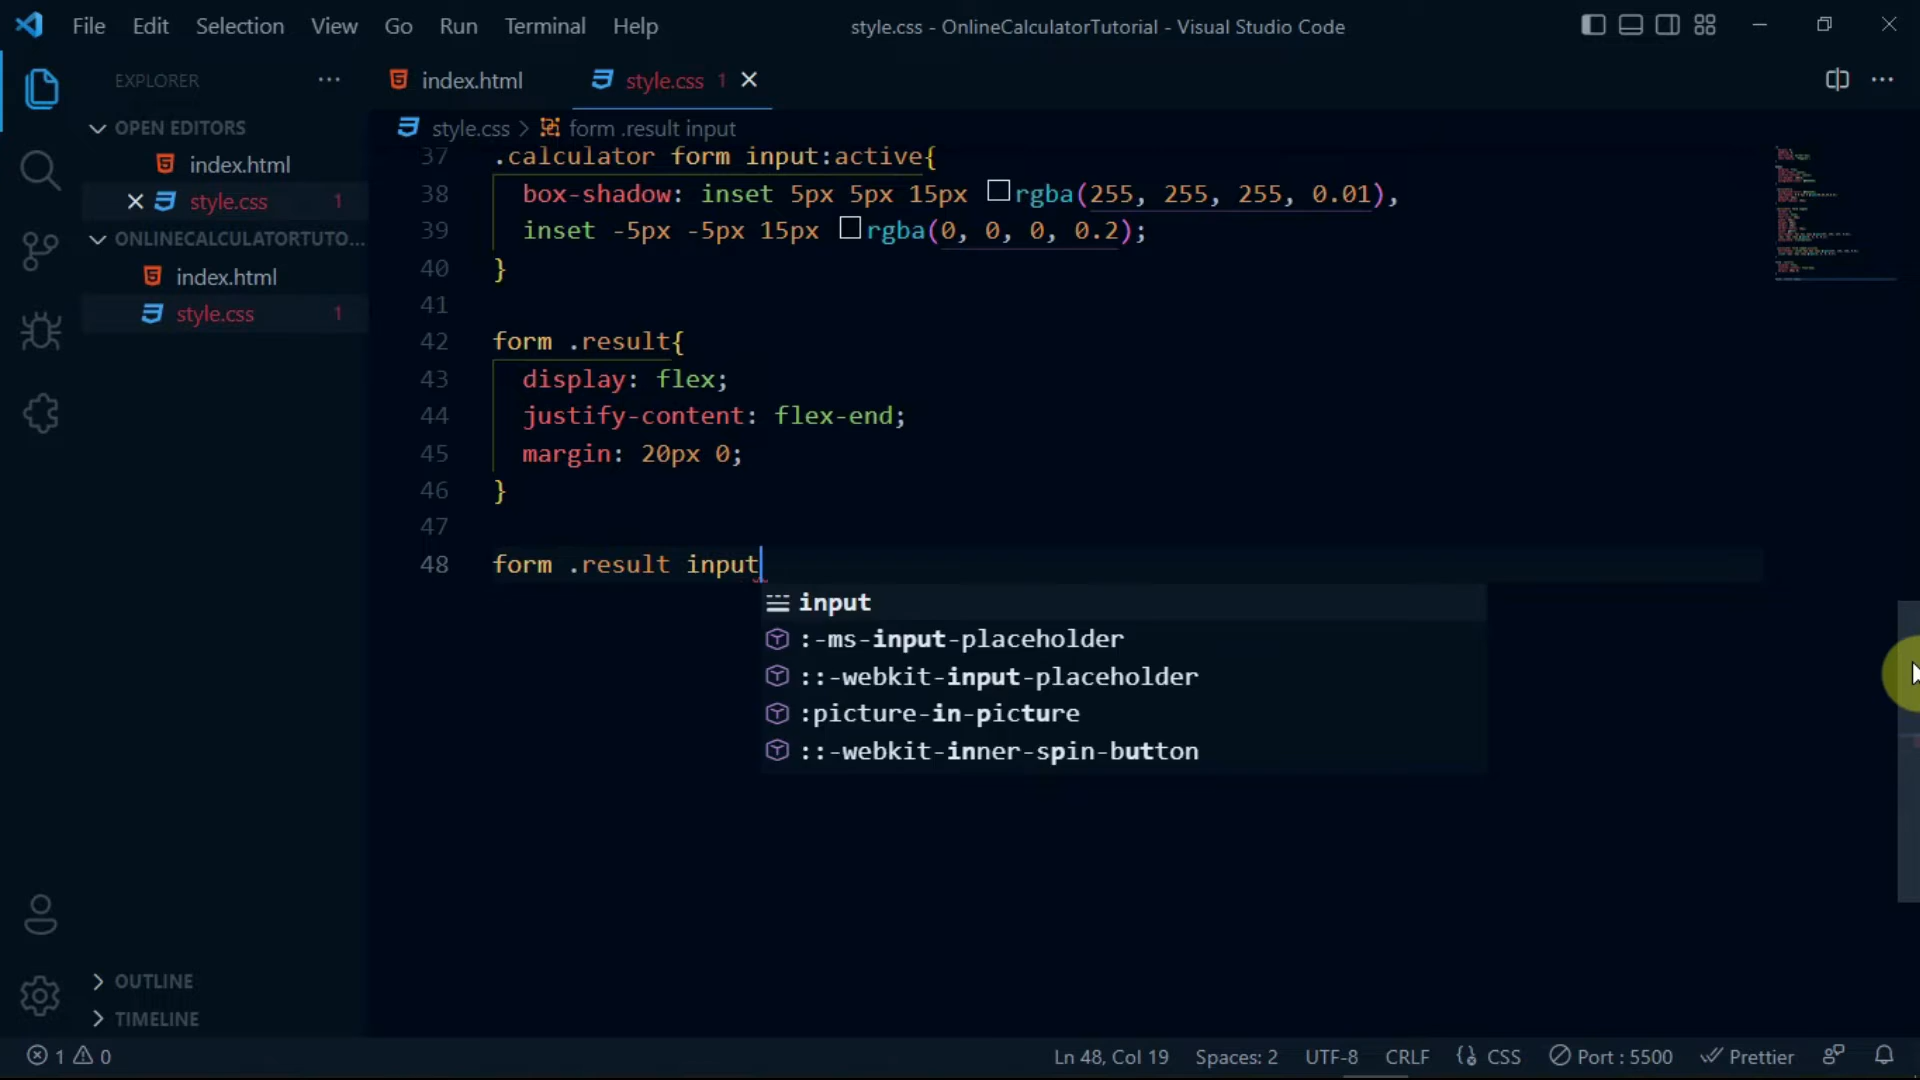 File Edit Selection View Go Run Terminal Help
style.css - OnlineCalculatorTutorial - Visual Studio Code
EXPLORER
OPEN EDITORS
index.html
style.css 1
ONLINECALCULATORTUTO...
index.html
style.css 1
OUTLINE
TIMELINE
index.html
style.css 1
style.css > form .result input
37 .calculator form input:active{
38 box-shadow: inset 5px 5px 15px rgba(255, 255, 255, 0.01),
39 inset -5px -5px 15px rgba(0, 0, 0, 0.2);
40 }
41
42 form .result{
43 display: flex;
44 justify-content: flex-end;
45 margin: 20px 0;
46 }
47
48 form .result input
input
:-ms-input-placeholder
::-webkit-input-placeholder
:picture-in-picture
::-webkit-inner-spin-button
1 0
Ln 48, Col 19 Spaces: 2 UTF-8 CRLF CSS Port : 5500 Prettier